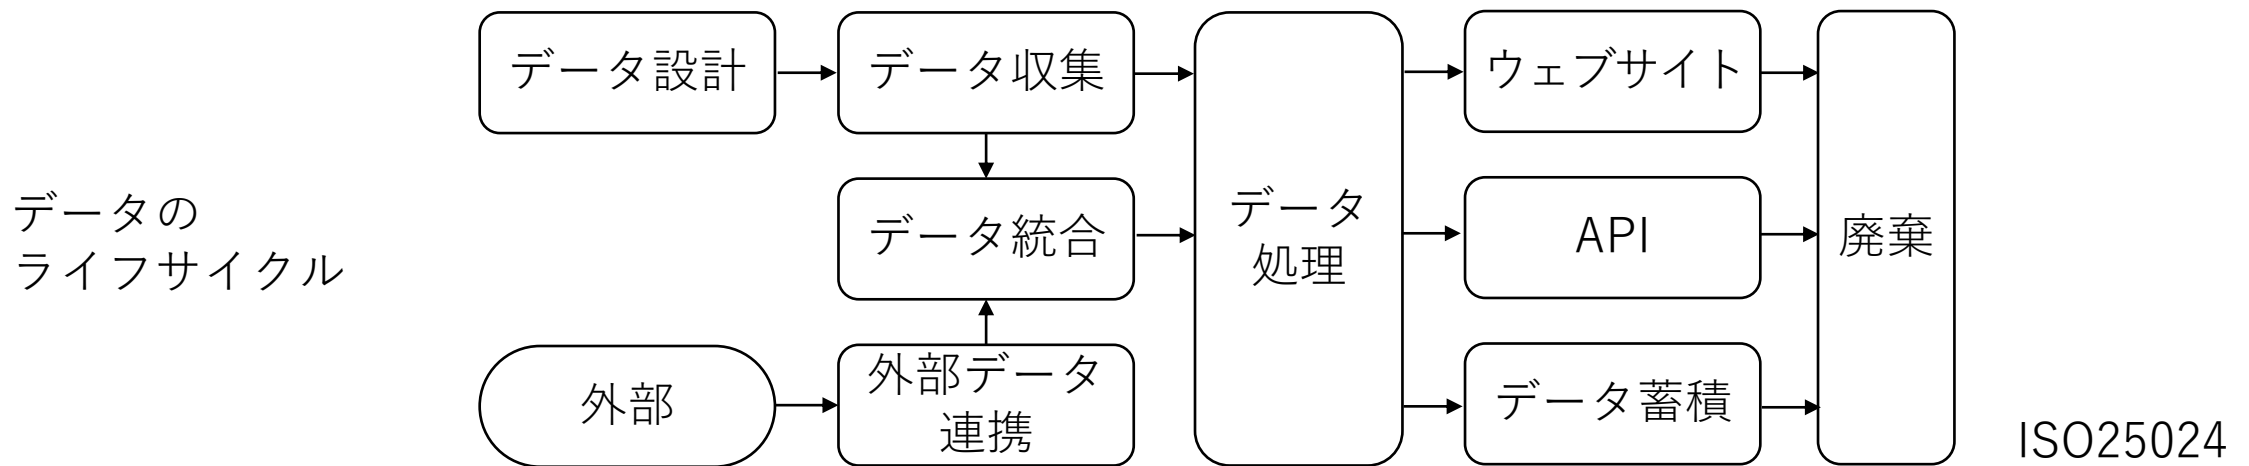 データの
ライフサイクル
データ設計
データ収集
データ統合
外部
外部データ
連携
データ
処理
ウェブサイト
API
データ蓄積
廃棄
ISO25024